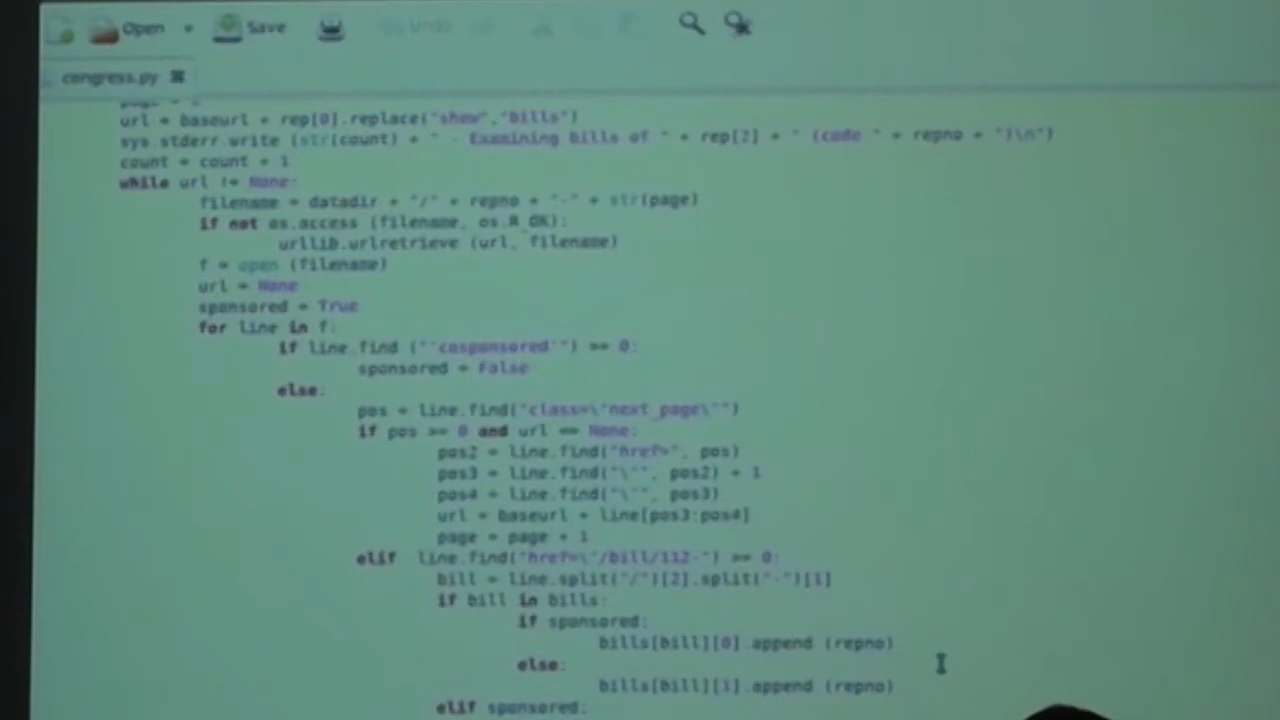 Open Save Undo
congress.py
url = baseurl + rep[0].replace("show","bills")
sys.stderr.write (str(count) + " - Examining bills of " + rep[2] + " (code " + repno + ")\n")
count = count + 1
while url != None:
filename = datadir + "/" + repno + "-" + str(page)
if not os.access (filename, os.R_OK):
urllib.urlretrieve (url, filename)
f = open (filename)
url = None
sponsored = True
for line in f:
if line.find ("'cosponsored'") >= 0:
sponsored = False
else:
pos = line.find("class=\"next_page\"")
if pos >= 0 and url == None:
pos2 = line.find("href=", pos)
pos3 = line.find("\"", pos2) + 1
pos4 = line.find("\"", pos3)
url = baseurl + line[pos3:pos4]
page = page + 1
elif line.find("href=\"/bill/112-") >= 0:
bill = line.split("/")[2].split("-")[1]
if bill in bills:
if sponsored:
bills[bill][0].append (repno)
else:
bills[bill][1].append (repno)
elif sponsored: